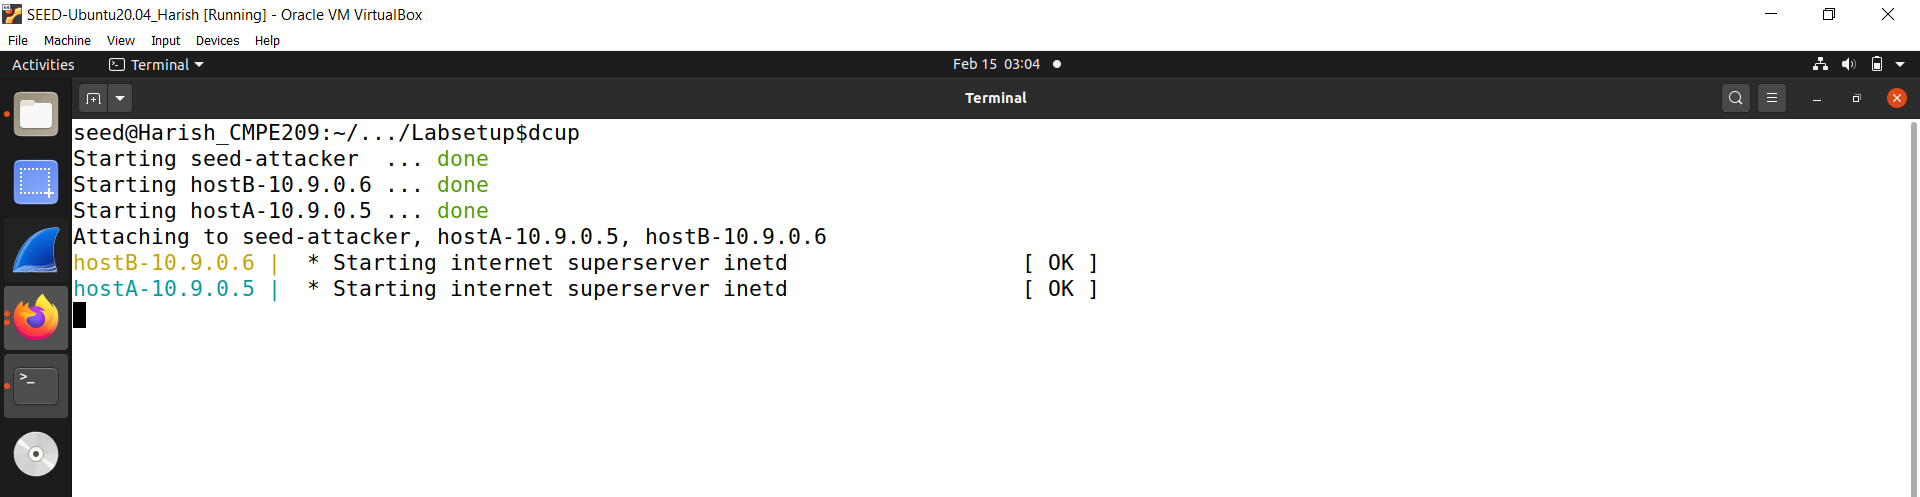 SEED-Ubuntu20.04_Harish [Running] - Oracle VM VirtualBox
File Machine View Input Devices Help
Activities Terminal Feb 15 03:04
Terminal
seed@Harish_CMPE209:~/.../Labsetup$dcup
Starting seed-attacker ... done
Starting hostB-10.9.0.6 ... done
Starting hostA-10.9.0.5 ... done
Attaching to seed-attacker, hostA-10.9.0.5, hostB-10.9.0.6
hostB-10.9.0.6 | * Starting internet superserver inetd [ OK ]
hostA-10.9.0.5 | * Starting internet superserver inetd [ OK ]